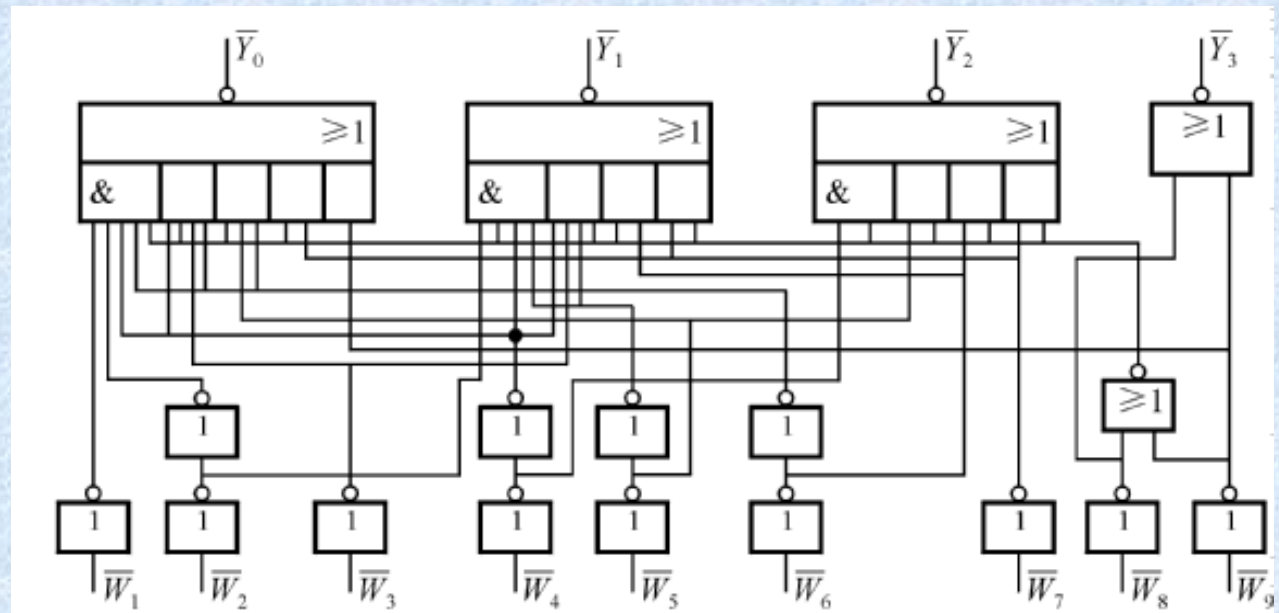 Y̅₀ Y̅₁ Y̅₂ Y̅₃
≥1 ≥1 ≥1 ≥1
& & &
≥1
1 1 1 1
1 1 1 1 1 1 1 1 1
W̅₁ W̅₂ W̅₃ W̅₄ W̅₅ W̅₆ W̅₇ W̅₈ W̅₉